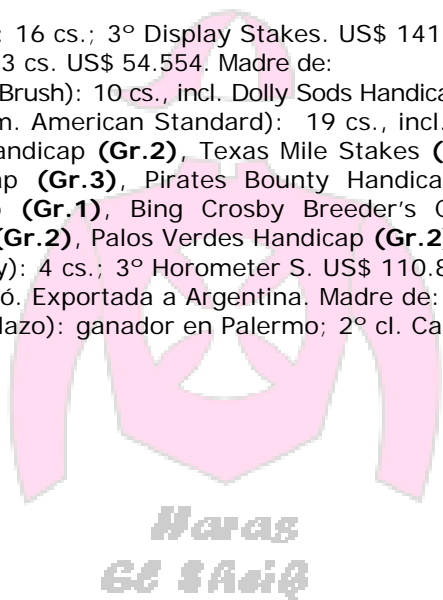 : 16 cs.; 3º Display Stakes. US$ 141
3 cs. US$ 54.554. Madre de:
Brush): 10 cs., incl. Dolly Sods Handica
m. American Standard): 19 cs., incl.
andicap (Gr.2), Texas Mile Stakes (
ap (Gr.3), Pirates Bounty Handica
(Gr.1), Bing Crosby Breeder's
(Gr.2), Palos Verdes Handicap (Gr.2
y): 4 cs.; 3º Horometer S. US$ 110.8
ó. Exportada a Argentina. Madre de:
lazo): ganador en Palermo; 2º cl. Ca
Haras